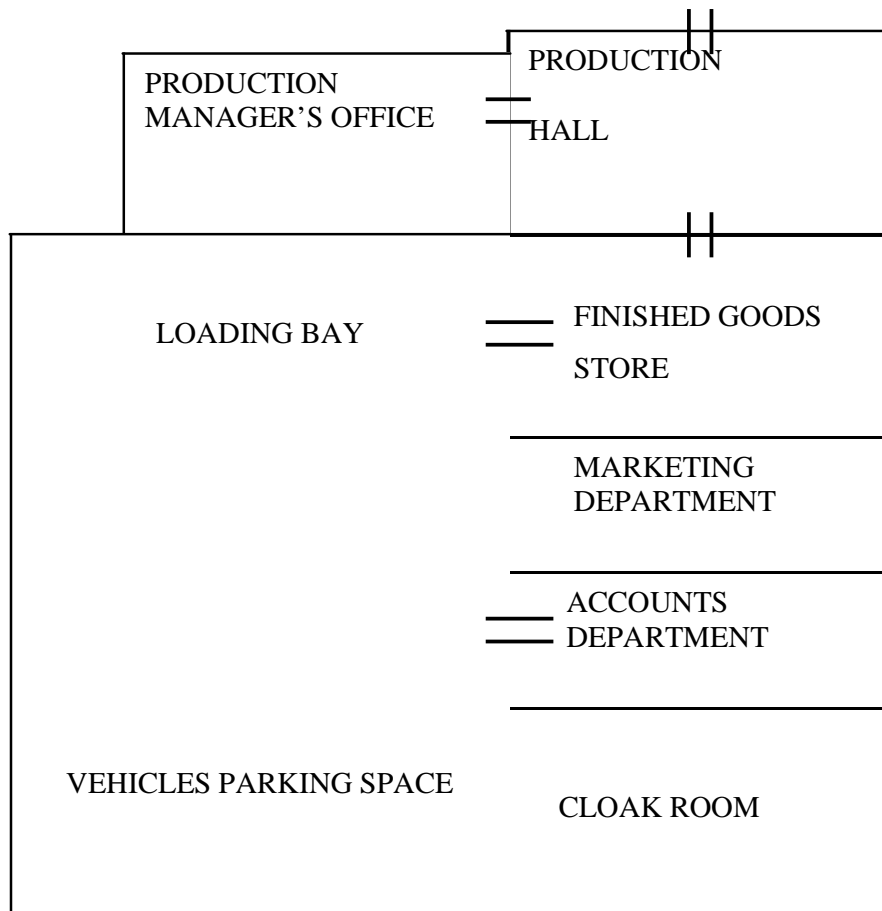 PRODUCTION
MANAGER’S OFFICE
PRODUCTION
HALL
LOADING BAY
FINISHED GOODS
STORE
MARKETING
DEPARTMENT
ACCOUNTS
DEPARTMENT
VEHICLES PARKING SPACE
CLOAK ROOM